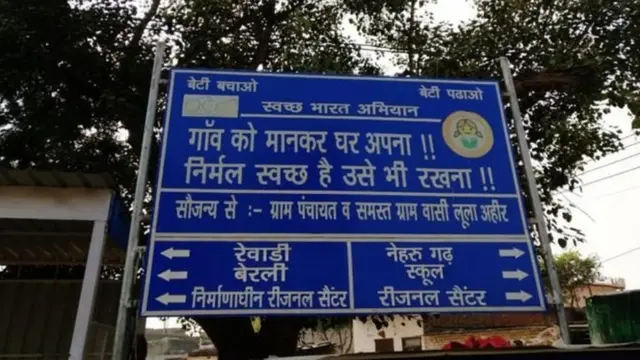 बेटी बचाओ बेटी पढाओ
स्वच्छ भारत अभियान
गाँव को मानकर घर अपना !!
निर्मल स्वच्छ है उसे भी रखना !!
सौजन्य से :- ग्राम पंचायत व समस्त ग्राम वासी लूला अहीर
← रेवाडी नेहरु गढ़ →
← बेरली स्कूल →
← निर्माणाधीन रीजनल सैंटर रीजनल सैंटर →